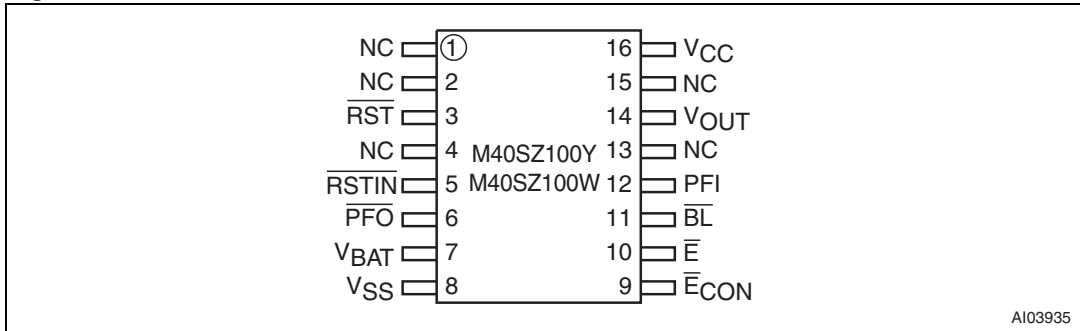 NC 1 16 VCC
NC 2 15 NC
RST 3 14 VOUT
NC 4 M40SZ100Y 13 NC
RSTIN 5 M40SZ100W 12 PFI
PFO 6 11 BL
VBAT 7 10 E
VSS 8 9 ECON
AI03935